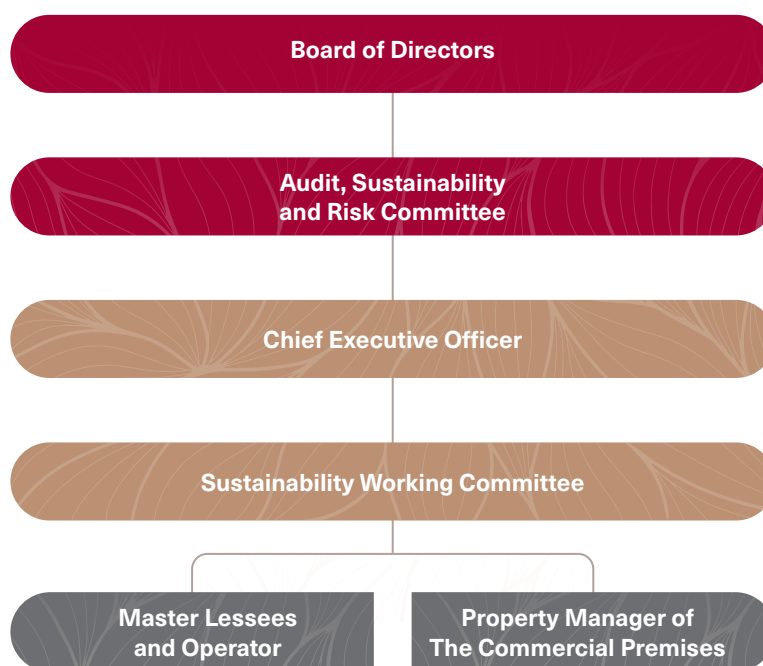 Board of Directors
Audit, Sustainability
and Risk Committee
Chief Executive Officer
Sustainability Working Committee
Master Lessees
and Operator
Property Manager of
The Commercial Premises